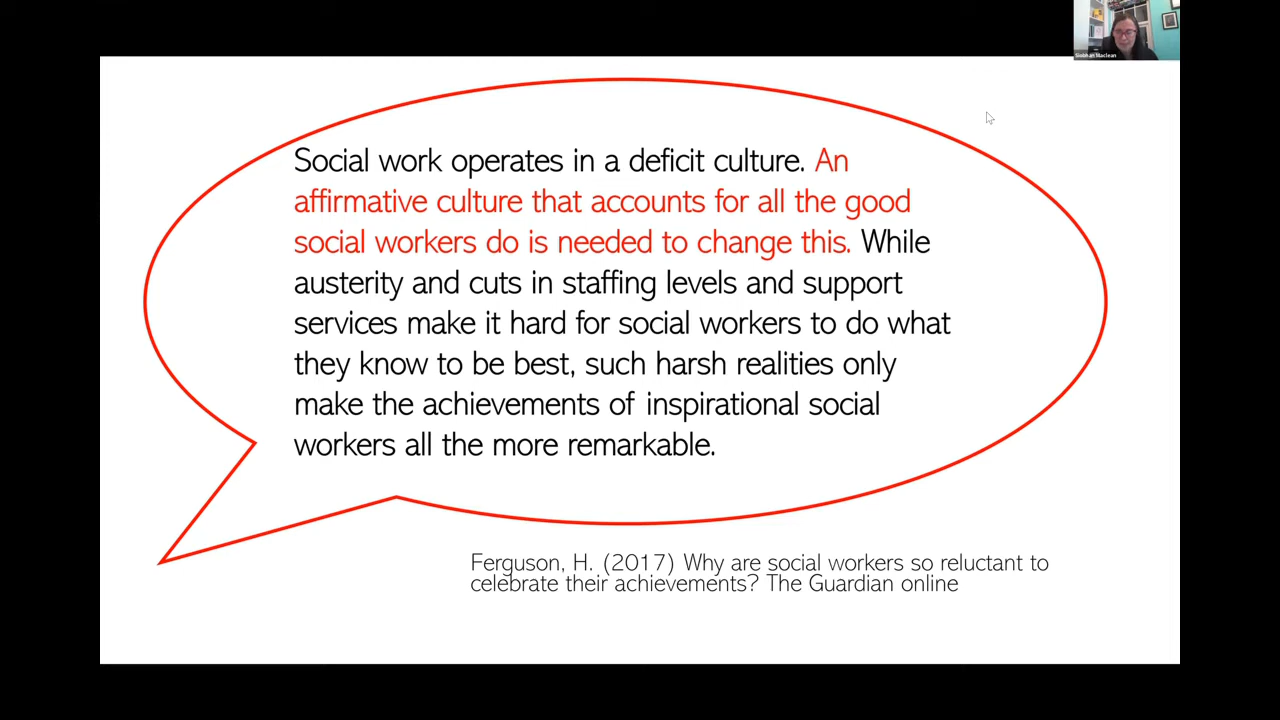 Siobhan Maclean
Social work operates in a deficit culture. An
affirmative culture that accounts for all the good
social workers do is needed to change this. While
austerity and cuts in staffing levels and support
services make it hard for social workers to do what
they know to be best, such harsh realities only
make the achievements of inspirational social
workers all the more remarkable.
Ferguson, H. (2017) Why are social workers so reluctant to
celebrate their achievements? The Guardian online